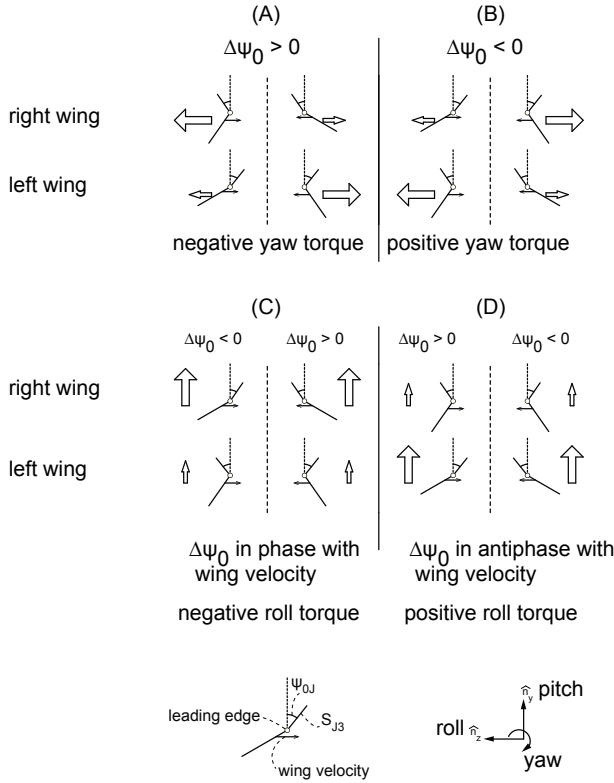 (A) (B)
Δψ0 > 0 Δψ0 < 0
right wing
left wing
negative yaw torque positive yaw torque
(C) (D)
Δψ0 < 0 Δψ0 > 0 Δψ0 > 0 Δψ0 < 0
right wing
left wing
Δψ0 in phase with Δψ0 in antiphase with
wing velocity wing velocity
negative roll torque positive roll torque
ψ0J
n̂y pitch
leading edge SJ3
roll n̂z
wing velocity yaw